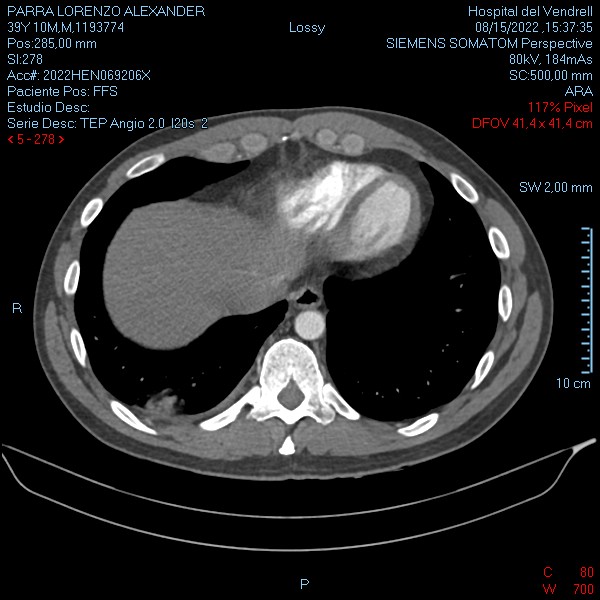 PARRA LORENZO ALEXANDER
39Y 10M,M,1193774
Pos:285,00 mm
SI:278
Acc#: 2022HEN069206X
Paciente Pos: FFS
Estudio Desc:
Serie Desc: TEP Angio 2.0 I20s 2
< 5 - 278 >
Lossy
Hospital del Vendrell
08/15/2022 ,15:37:35
SIEMENS SOMATOM Perspective
80kV, 184mAs
SC:500,00 mm
ARA
117% Pixel
DFOV 41,4 x 41,4 cm
SW 2,00 mm
R
10 cm
P
C 80
W 700